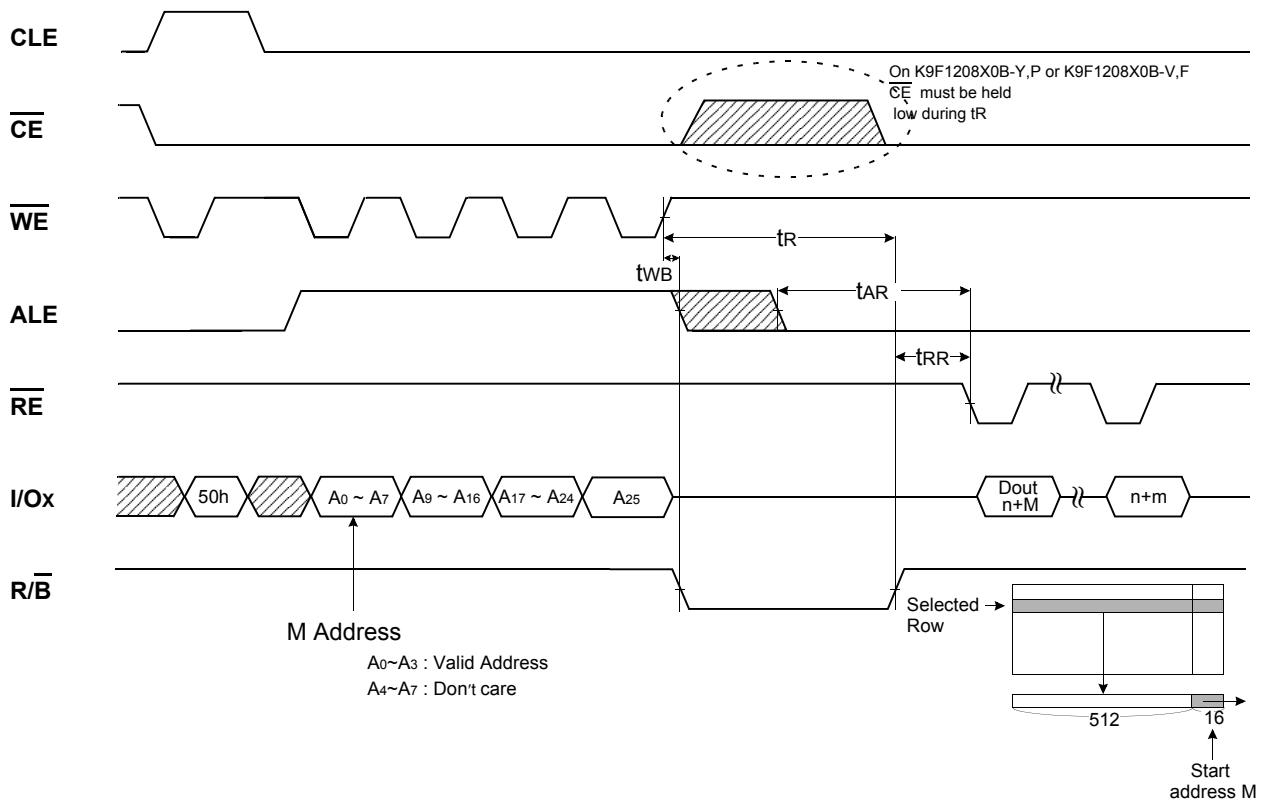 CLE
On K9F1208X0B-Y,P or K9F1208X0B-V,F
CE must be held
low during tR
CE
WE
tR
tWB
ALE
tAR
tRR
RE
I/Ox
50h
A0 ~ A7
A9 ~ A16
A17 ~ A24
A25
Dout
n+M
n+m
R/B
Selected
Row
M Address
A0~A3 : Valid Address
A4~A7 : Don't care
512
16
Start
address M